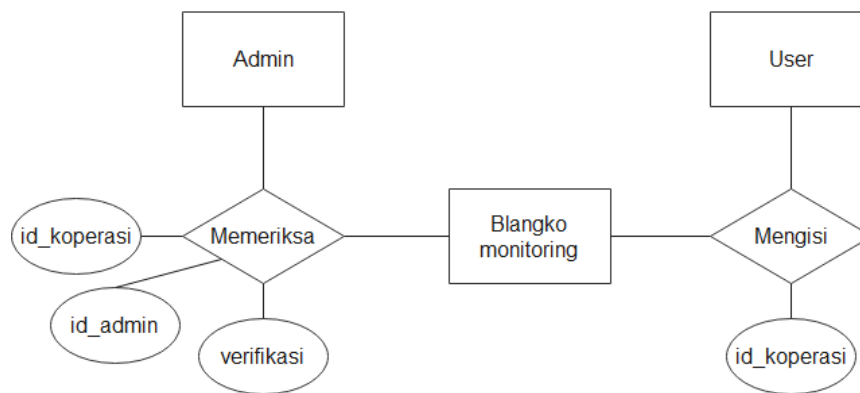 Admin
User
id_koperasi
Memeriksa
Blangko
monitoring
Mengisi
id_admin
verifikasi
id_koperasi